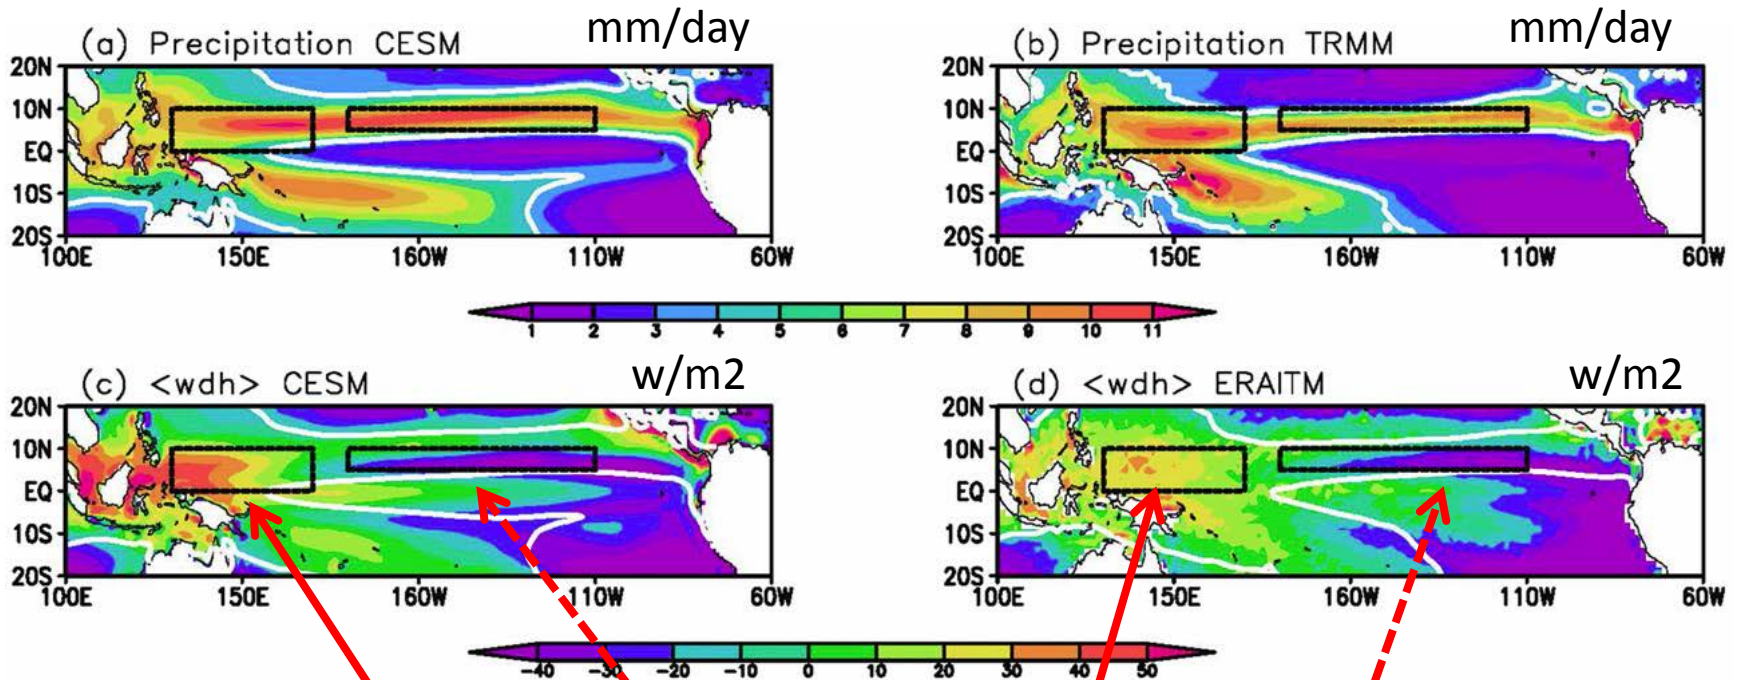 (a) Precipitation CESM mm/day
(b) Precipitation TRMM mm/day
20N
10N
EQ
10S
20S
100E 150E 160W 110W 60W
20N
10N
EQ
10S
20S
100E 150E 160W 110W 60W
1 2 3 4 5 6 7 8 9 10 11
(c) <wdh> CESM w/m2
(d) <wdh> ERAITM w/m2
20N
10N
EQ
10S
20S
100E 150E 160W 110W 60W
20N
10N
EQ
10S
20S
100E 150E 160W 110W 60W
-40 -30 -20 -10 0 10 20 30 40 50